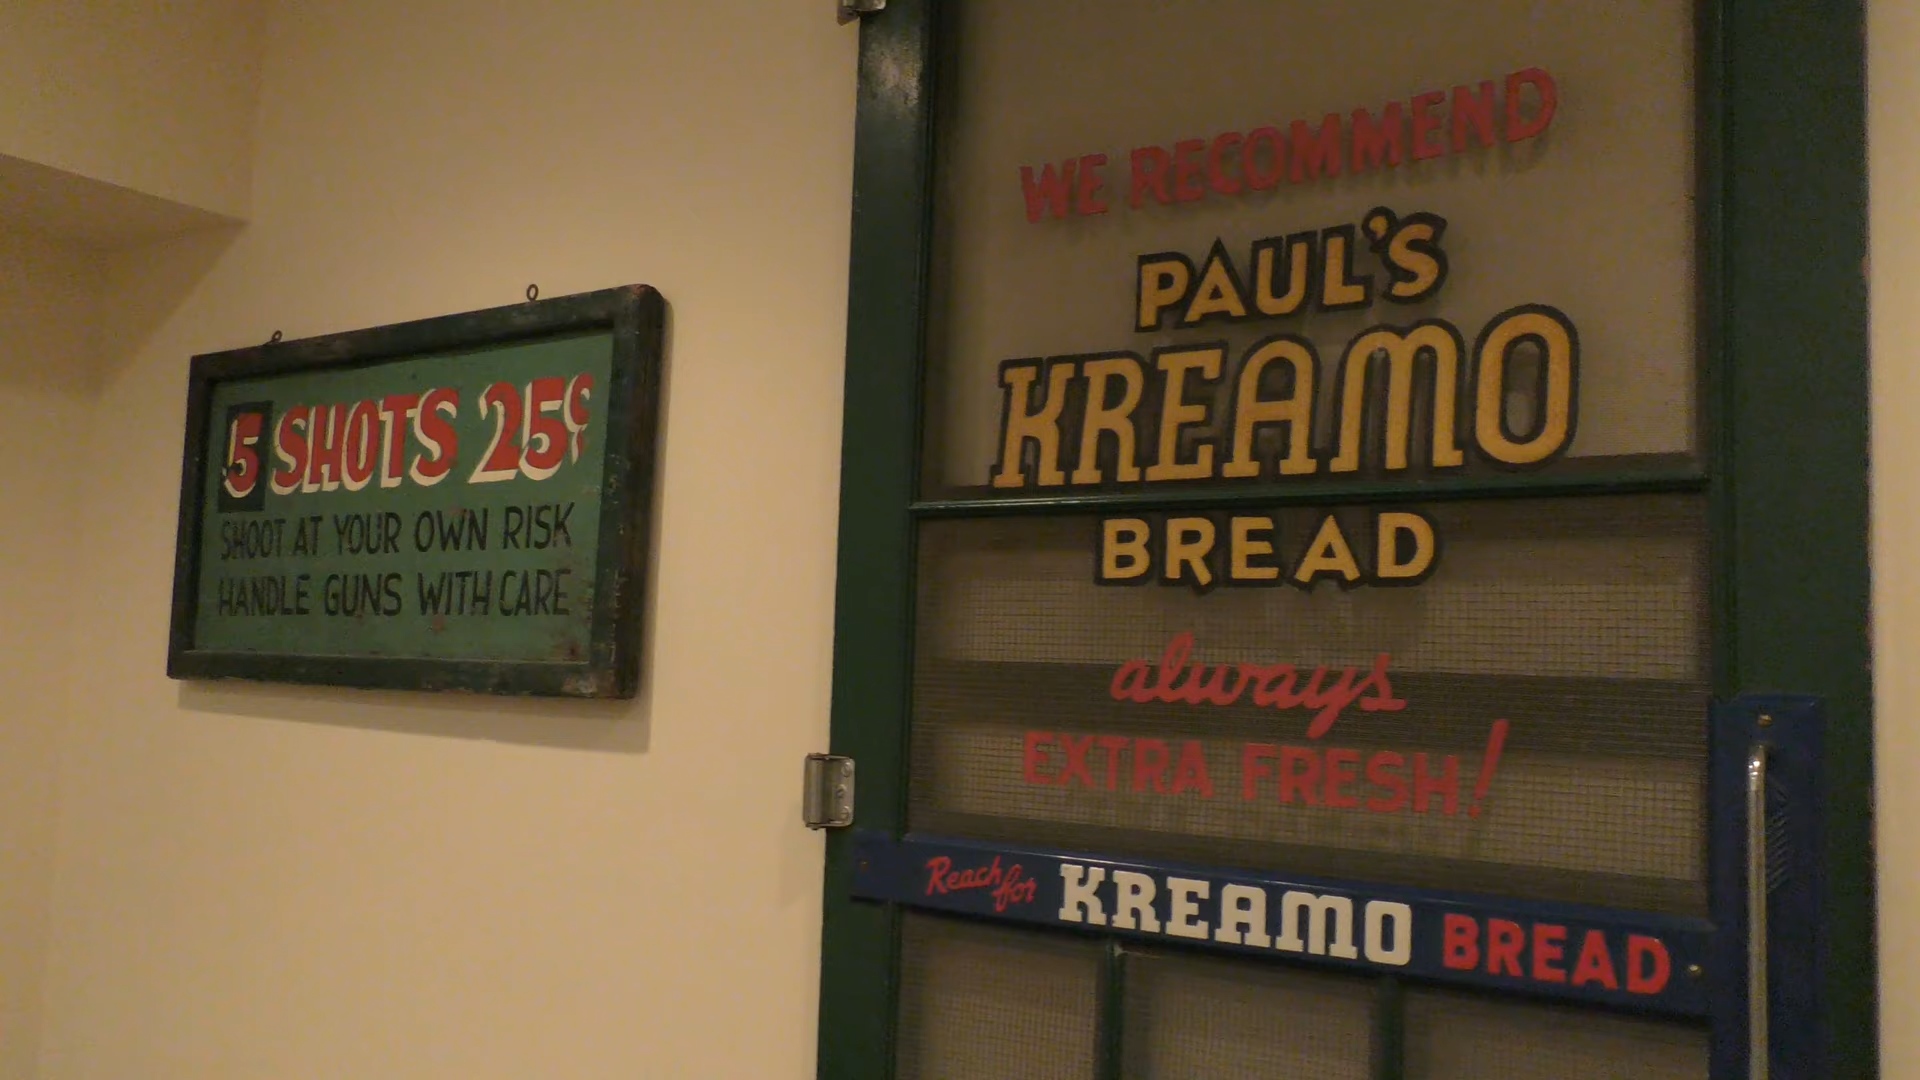 5 SHOTS 25¢
SHOOT AT YOUR OWN RISK
HANDLE GUNS WITH CARE
WE RECOMMEND
PAUL'S
KREAMO
BREAD
always
EXTRA FRESH!
Reach for KREAMO BREAD